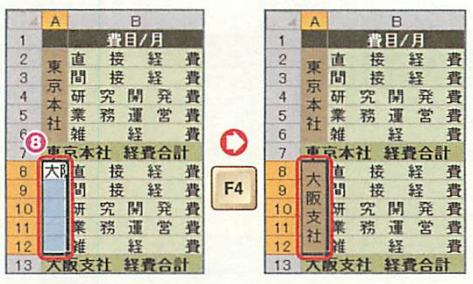 A B
1 費目/月
2 直接経費
3 間接経費
4 研究開発費
5 業務運営費
6 雑経費
東京本社
7 東京本社 経費合計
❽
8 大阪 直接経費
9 間接経費
10 研究開発費
11 業務運営費
12 雑経費
13 大阪支社 経費合計
F4
A B
1 費目/月
2 直接経費
3 間接経費
4 研究開発費
5 業務運営費
6 雑経費
東京本社
7 東京本社 経費合計
8 直接経費
9 間接経費
10 研究開発費
11 業務運営費
12 雑経費
大阪支社
13 大阪支社 経費合計